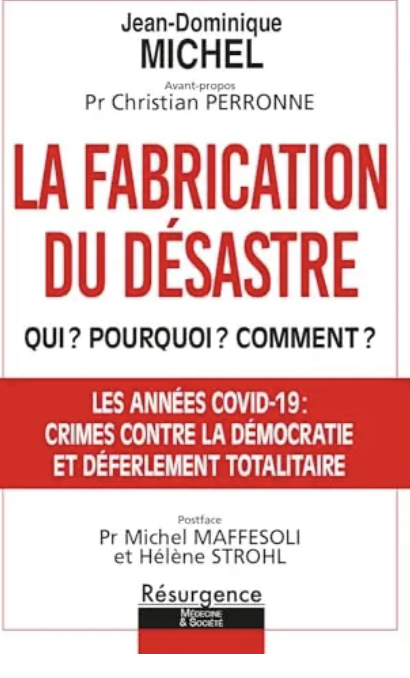 Jean-Dominique
MICHEL
Avant-propos
Pr Christian PERRONNE
LA FABRICATION
DU DÉSASTRE
QUI ? POURQUOI ? COMMENT ?
LES ANNÉES COVID-19 :
CRIMES CONTRE LA DÉMOCRATIE
ET DÉFERLEMENT TOTALITAIRE
Postface
Pr Michel MAFFESOLI
et Hélène STROHL
Résurgence
MÉDECINE
& SOCIÉTÉ